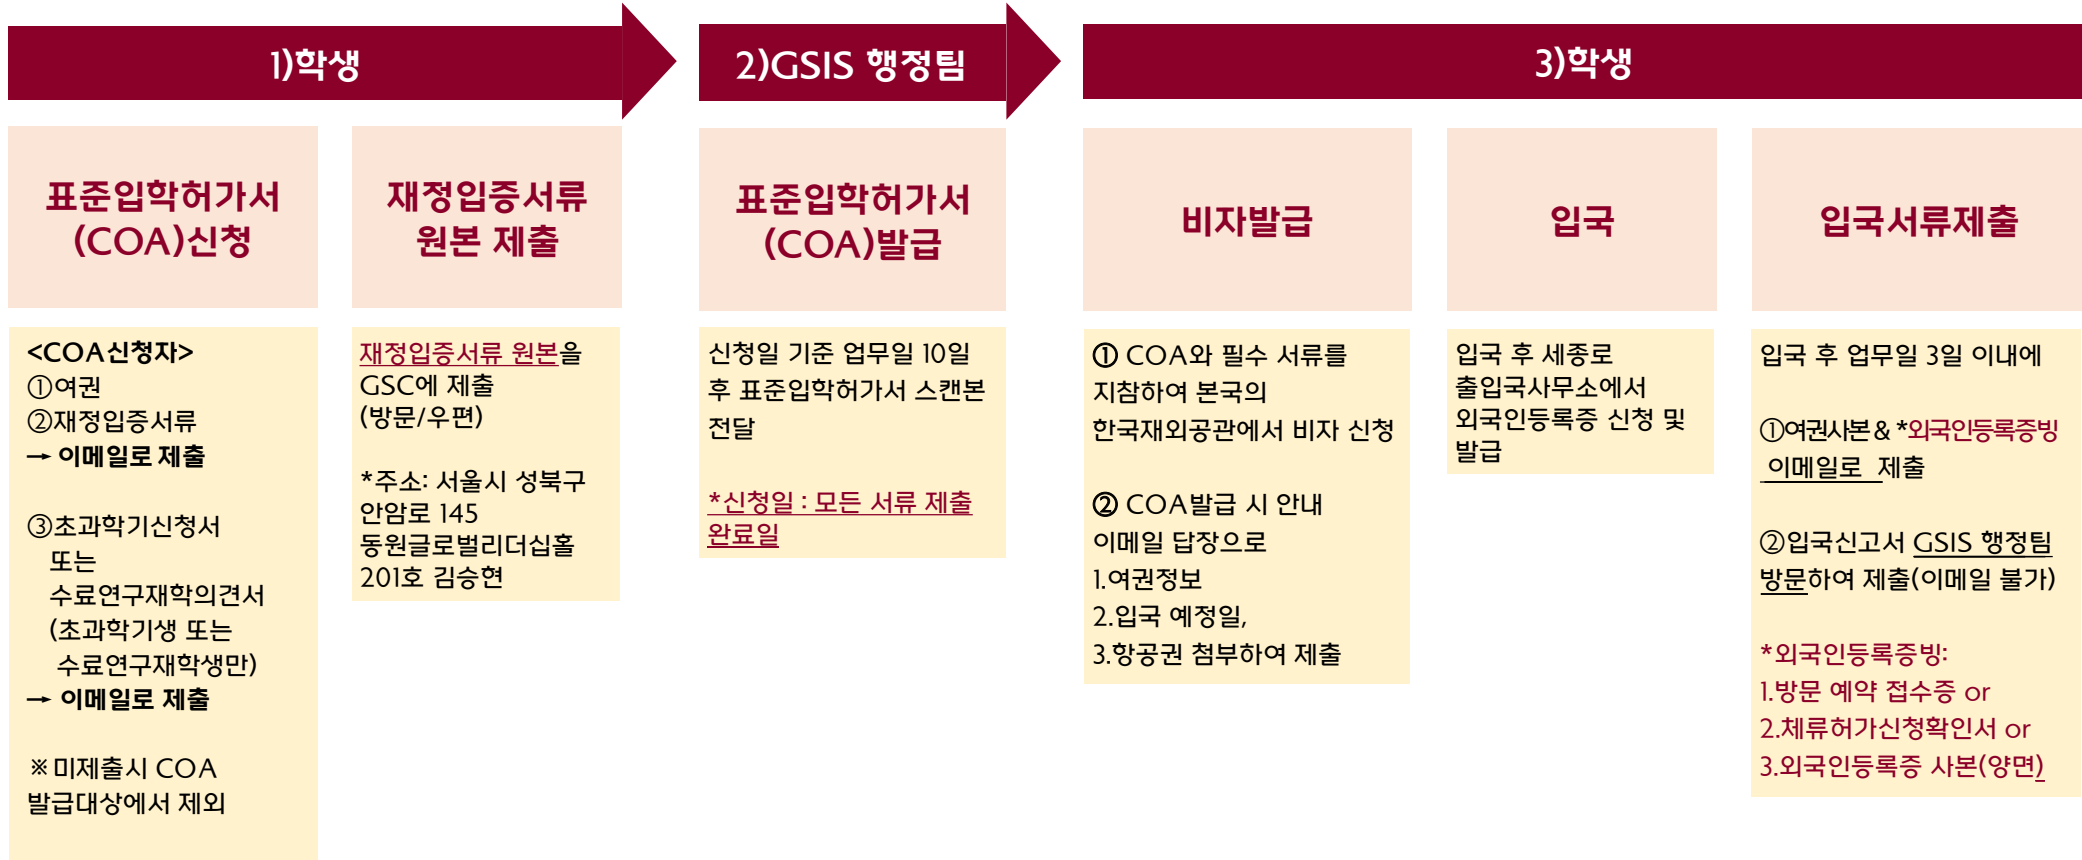 1)학생
2)GSIS 행정팀
3)학생
표준입학허가서
(COA)신청
재정입증서류
원본 제출
표준입학허가서
(COA)발급
비자발급
입국
입국서류제출
<COA신청자>
①여권
②재정입증서류
→ 이메일로 제출
③초과학기신청서
또는
수료연구재학의견서
(초과학기생 또는
수료연구재학생만)
→ 이메일로 제출
※미제출시 COA
발급대상에서 제외
재정입증서류 원본을
GSC에 제출
(방문/우편)
*주소: 서울시 성북구
안암로 145
동원글로벌리더십홀
201호 김승현
신청일 기준 업무일 10일
후 표준입학허가서 스캔본
전달
*신청일 : 모든 서류 제출
완료일
① COA와 필수 서류를
지참하여 본국의
한국재외공관에서 비자 신청
② COA발급 시 안내
이메일 답장으로
1.여권정보
2.입국 예정일,
3.항공권 첨부하여 제출
입국 후 세종로
출입국사무소에서
외국인등록증 신청 및
발급
입국 후 업무일 3일 이내에
①여권사본 & *외국인등록증빙
이메일로 제출
②입국신고서 GSIS 행정팀
방문하여 제출(이메일 불가)
*외국인등록증빙:
1.방문 예약 접수증 or
2.체류허가신청확인서 or
3.외국인등록증 사본(양면)